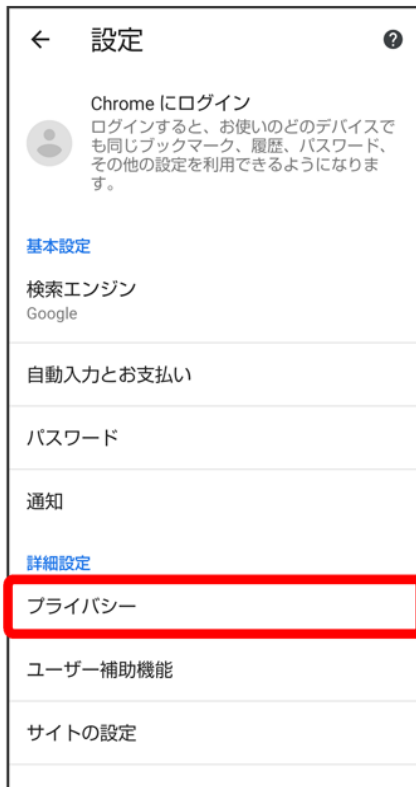 設定
Chrome にログイン
ログインすると、お使いのどのデバイスで
も同じブックマーク、履歴、パスワード、
その他の設定を利用できるようになりま
す。
基本設定
検索エンジン
Google
自動入力とお支払い
パスワード
通知
詳細設定
プライバシー
ユーザー補助機能
サイトの設定